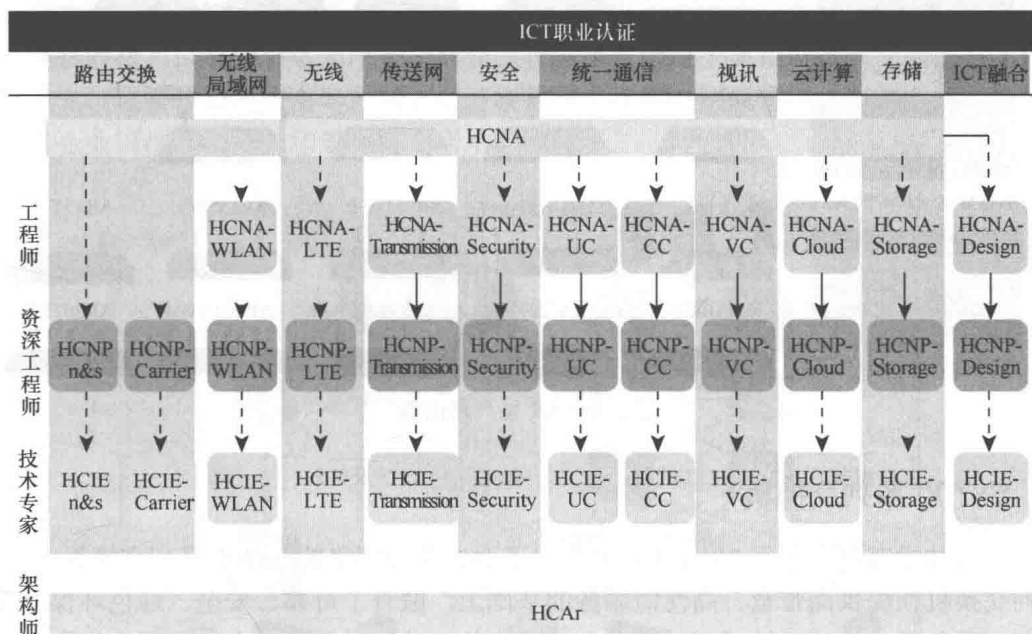 ICT职业认证
路由交换 无线局域网 无线 传送网 安全 统一通信 视讯 云计算 存储 ICT融合
HCNA
工程师
HCNA-WLAN HCNA-LTE HCNA-Transmission HCNA-Security HCNA-UC HCNA-CC HCNA-VC HCNA-Cloud HCNA-Storage HCNA-Design
资深工程师
HCNP n&s HCNP-Carrier HCNP-WLAN HCNP-LTE HCNP-Transmission HCNP-Security HCNP-UC HCNP-CC HCNP-VC HCNP-Cloud HCNP-Storage HCNP-Design
技术专家
HCIE n&s HCIE-Carrier HCIE-WLAN HCIE-LTE HCIE-Transmission HCIE-Security HCIE-UC HCIE-CC HCIE-VC HCIE-Cloud HCIE-Storage HCIE-Design
架构师
HCAr